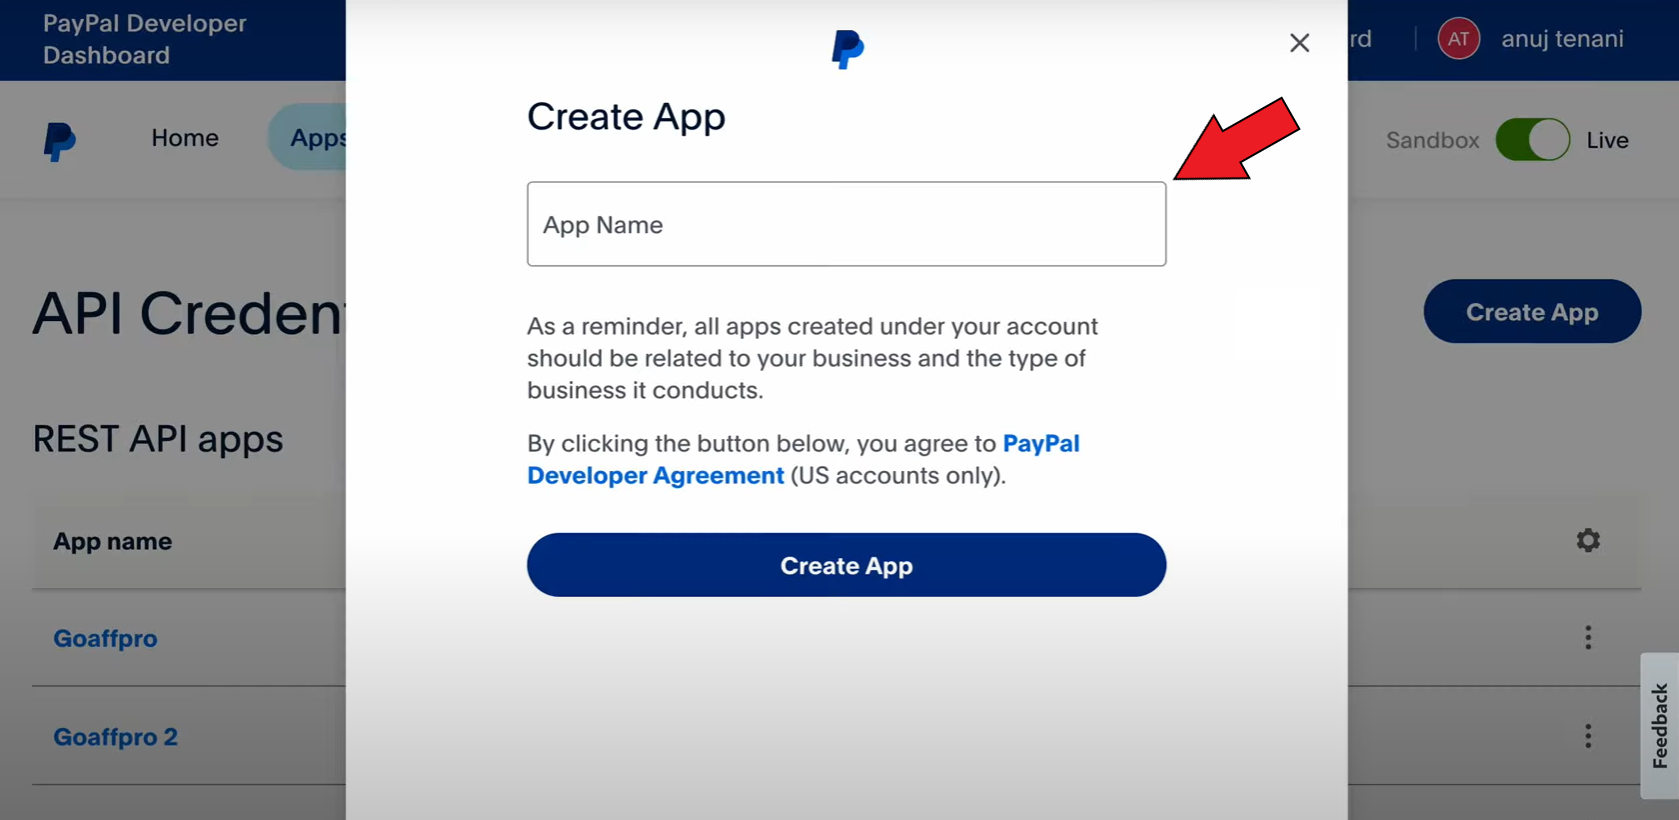 PayPal Developer
Dashboard
rd
AT
anuj tenani
Home
Apps
Sandbox
Live
Create App
App Name
As a reminder, all apps created under your account
should be related to your business and the type of
business it conducts.
By clicking the button below, you agree to PayPal
Developer Agreement (US accounts only).
Create App
API Creden
Create App
REST API apps
App name
Goaffpro
Goaffpro 2
Feedback